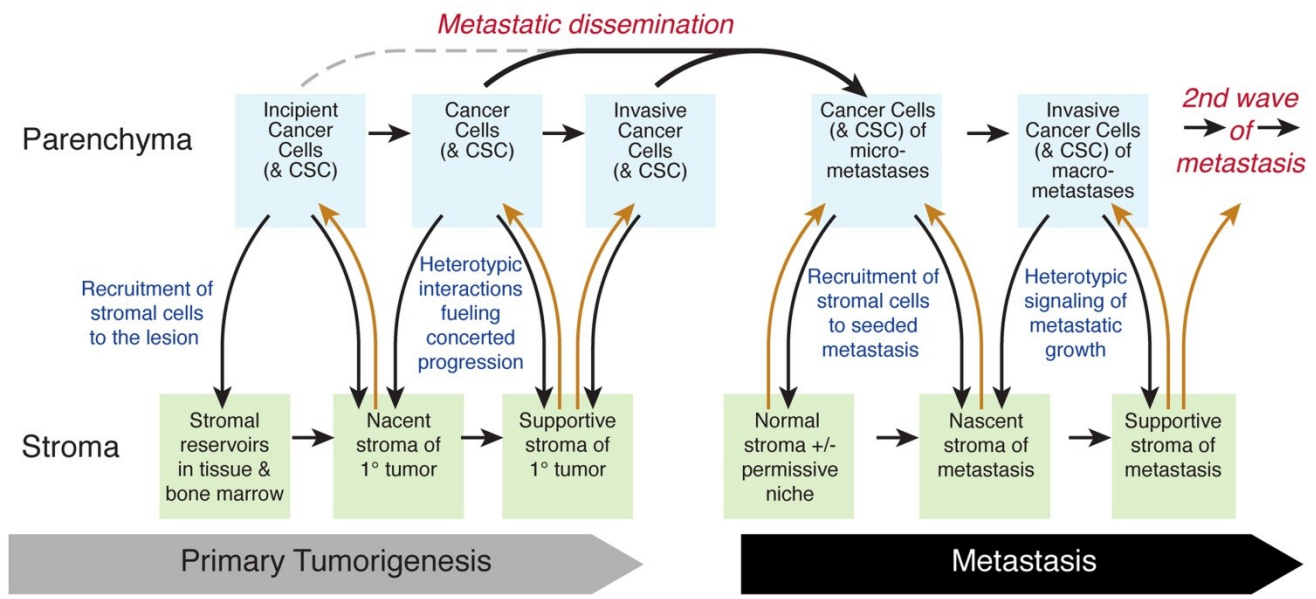 Metastatic dissemination
Parenchyma
Incipient
Cancer
Cells
(& CSC)
Cancer
Cells
(& CSC)
Invasive
Cancer
Cells
(& CSC)
Cancer Cells
(& CSC) of
micro-
metastases
Invasive
Cancer Cells
(& CSC) of
macro-
metastases
2nd wave
of
metastasis
Recruitment of
stromal cells
to the lesion
Heterotypic
interactions
fueling
concerted
progression
Recruitment of
stromal cells
to seeded
metastasis
Heterotypic
signaling of
metastatic
growth
Stroma
Stromal
reservoirs
in tissue &
bone marrow
Nacent
stroma of
1° tumor
Supportive
stroma of
1° tumor
Normal
stroma +/-
permissive
niche
Nascent
stroma of
metastasis
Supportive
stroma of
metastasis
Primary Tumorigenesis
Metastasis